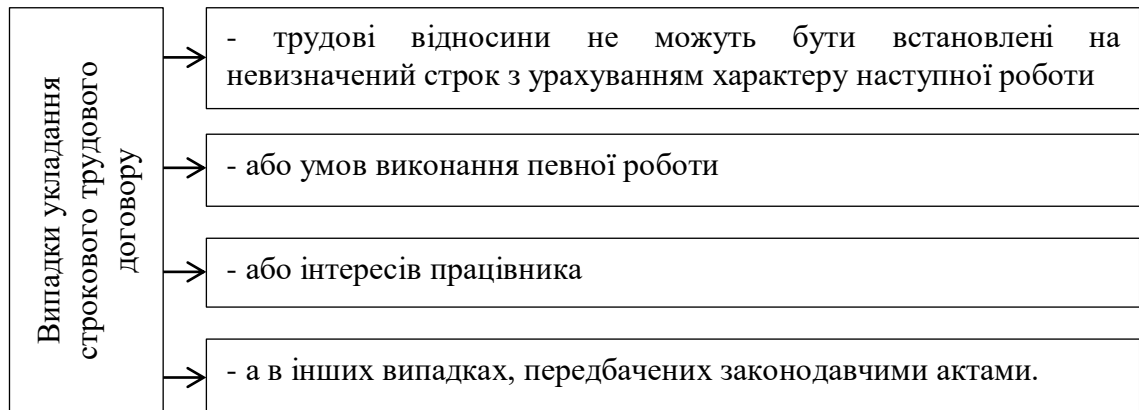 Випадки укладання
строкового трудового
договору
- трудові відносини не можуть бути встановлені на
невизначений строк з урахуванням характеру наступної роботи
- або умов виконання певної роботи
- або інтересів працівника
- а в інших випадках, передбачених законодавчими актами.